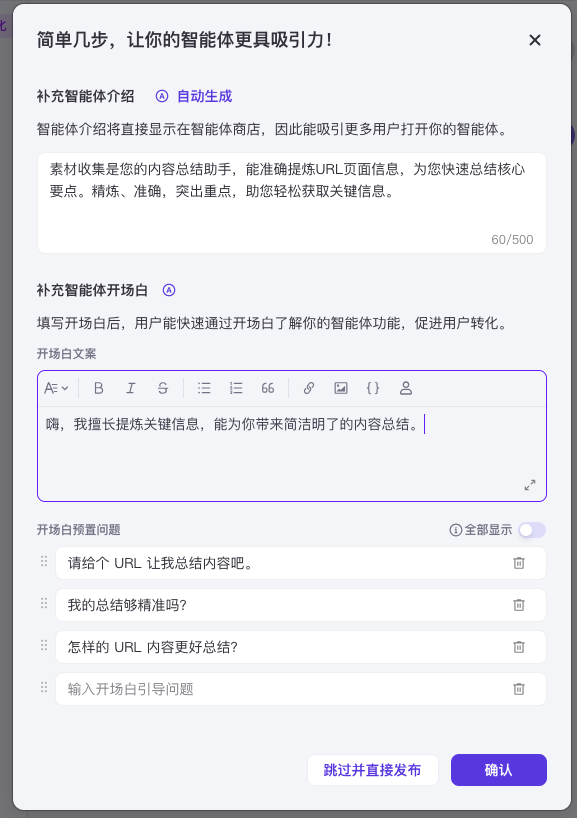 简单几步，让你的智能体更具吸引力！
补充智能体介绍 自动生成
智能体介绍将直接显示在智能体商店，因此能吸引更多用户打开你的智能体。
素材收集是您的内容总结助手，能准确提炼URL页面信息，为您快速总结核心
要点。精炼、准确，突出重点，助您轻松获取关键信息。
60/500
补充智能体开场白
填写开场白后，用户能快速通过开场白了解你的智能体功能，促进用户转化。
开场白文案
嗨，我擅长提炼关键信息，能为你带来简洁明了的内容总结。
开场白预置问题 全部显示
请给个 URL 让我总结内容吧。
我的总结够精准吗？
怎样的 URL 内容更好总结？
输入开场白引导问题
跳过并直接发布 确认